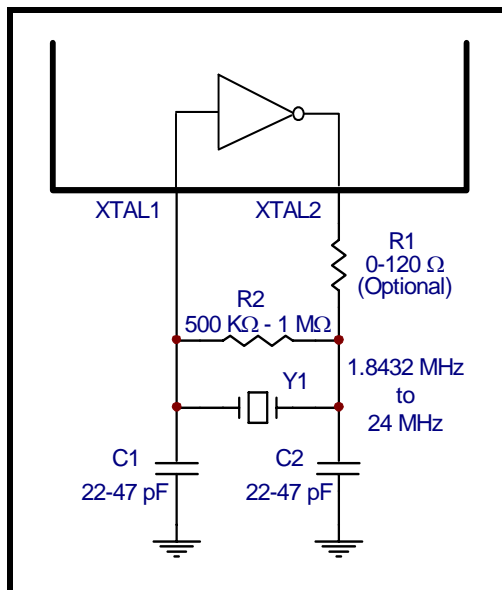 XTAL1
XTAL2
R1
0-120 Ω
(Optional)
R2
500 KΩ - 1 MΩ
Y1
1.8432 MHz
to
24 MHz
C1
22-47 pF
C2
22-47 pF